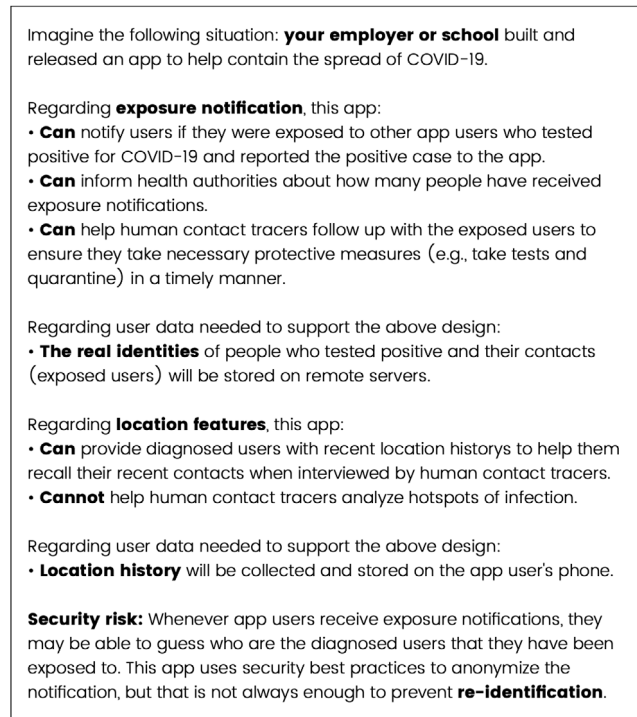 Imagine the following situation: your employer or school built and
released an app to help contain the spread of COVID-19.
Regarding exposure notification, this app:
• Can notify users if they were exposed to other app users who tested
positive for COVID-19 and reported the positive case to the app.
• Can inform health authorities about how many people have received
exposure notifications.
• Can help human contact tracers follow up with the exposed users to
ensure they take necessary protective measures (e.g., take tests and
quarantine) in a timely manner.
Regarding user data needed to support the above design:
• The real identities of people who tested positive and their contacts
(exposed users) will be stored on remote servers.
Regarding location features, this app:
• Can provide diagnosed users with recent location historys to help them
recall their recent contacts when interviewed by human contact tracers.
• Cannot help human contact tracers analyze hotspots of infection.
Regarding user data needed to support the above design:
• Location history will be collected and stored on the app user's phone.
Security risk: Whenever app users receive exposure notifications, they
may be able to guess who are the diagnosed users that they have been
exposed to. This app uses security best practices to anonymize the
notification, but that is not always enough to prevent re-identification.